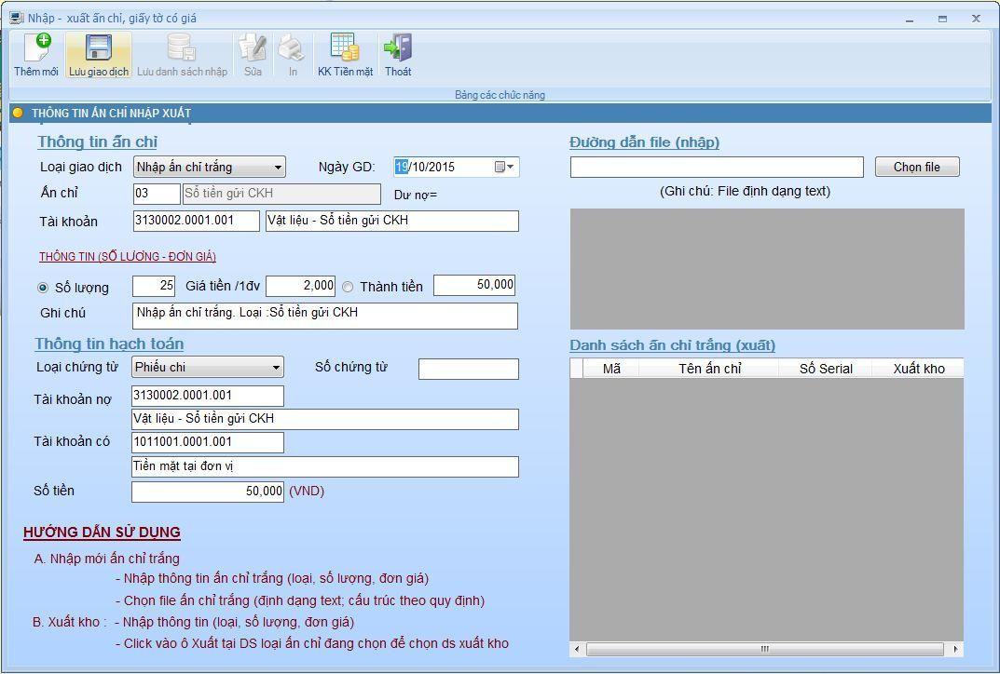 Nhập - xuất ấn chỉ, giấy tờ có giá
Thêm mới
Lưu giao dịch
Lưu danh sách nhập
Sửa
In
KK Tiền mặt
Thoát
Bảng các chức năng
THÔNG TIN ẤN CHỈ NHẬP XUẤT
Thông tin ấn chỉ
Loại giao dịch
Nhập ấn chỉ trắng
Ngày GD:
19/10/2015
Ấn chỉ
03
Sổ tiền gửi CKH
Dư nợ=
Tài khoản
3130002.0001.001
Vật liệu - Sổ tiền gửi CKH
THÔNG TIN (SỐ LƯƠNG - ĐƠN GIÁ)
Số lượng
25
Giá tiền /1đv
2,000
Thành tiền
50,000
Ghi chú
Nhập ấn chỉ trắng. Loại :Sổ tiền gửi CKH
Thông tin hạch toán
Loại chứng từ
Phiếu chi
Số chứng từ
Tài khoản nợ
3130002.0001.001
Vật liệu - Sổ tiền gửi CKH
Tài khoản có
1011001.0001.001
Tiền mặt tại đơn vị
Số tiền
50,000
(VND)
HƯỚNG DẪN SỬ DỤNG
A. Nhập mới ấn chỉ trắng
- Nhập thông tin ấn chỉ trắng (loại, số lượng, đơn giá)
- Chọn file ấn chỉ trắng (định dạng text; cấu trúc theo quy định)
B. Xuất kho : - Nhập thông tin (loại, số lượng, đơn giá)
- Click vào ô Xuất tại DS loại ấn chỉ đang chọn để chọn ds xuất kho
Đường dẫn file (nhập)
Chọn file
(Ghi chú: File định dạng text)
Danh sách ấn chỉ trắng (xuất)
Mã
Tên ấn chỉ
Số Serial
Xuất kho